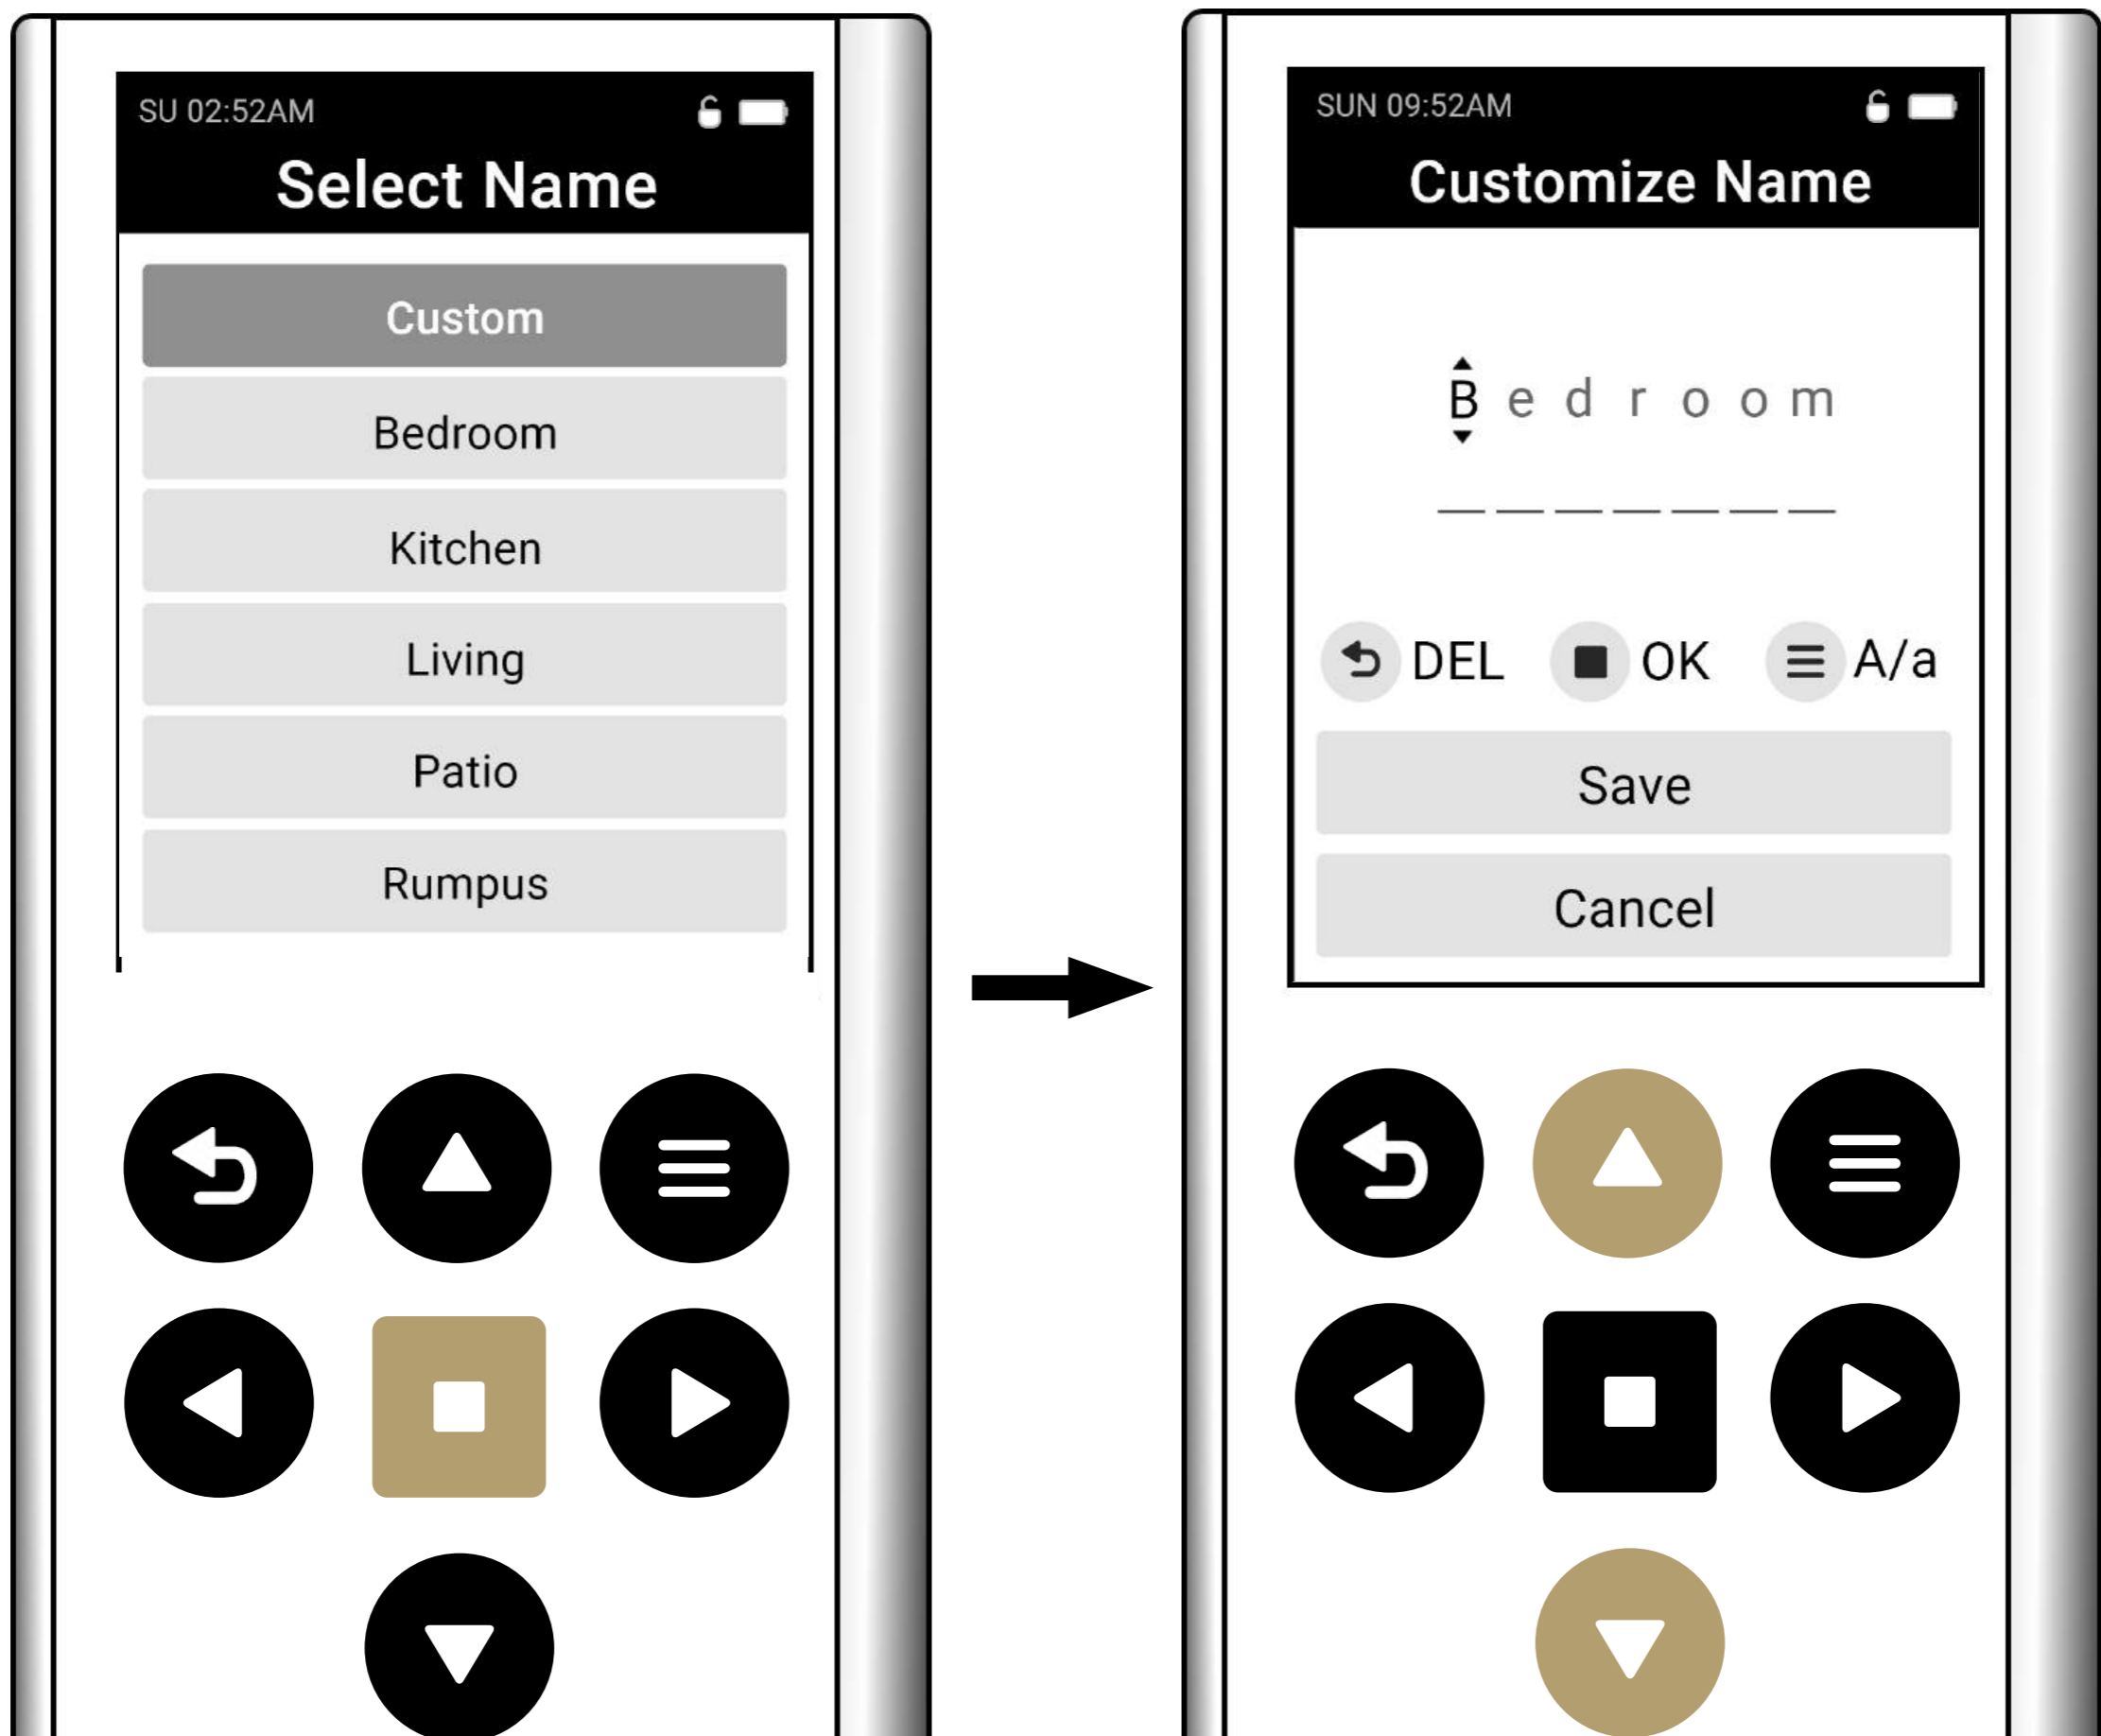 SU 02:52AM
Select Name
Custom
Bedroom
Kitchen
Living
Patio
Rumpus
SUN 09:52AM
Customize Name
Bedroom
DEL OK A/a
Save
Cancel